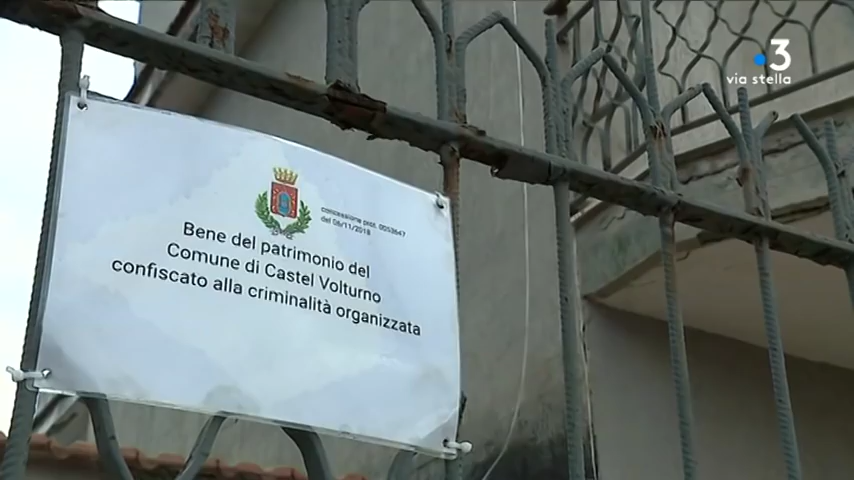 3
via stella
concessione prot. 0053647
del 06/11/2018
Bene del patrimonio del
Comune di Castel Volturno
confiscato alla criminalità organizzata